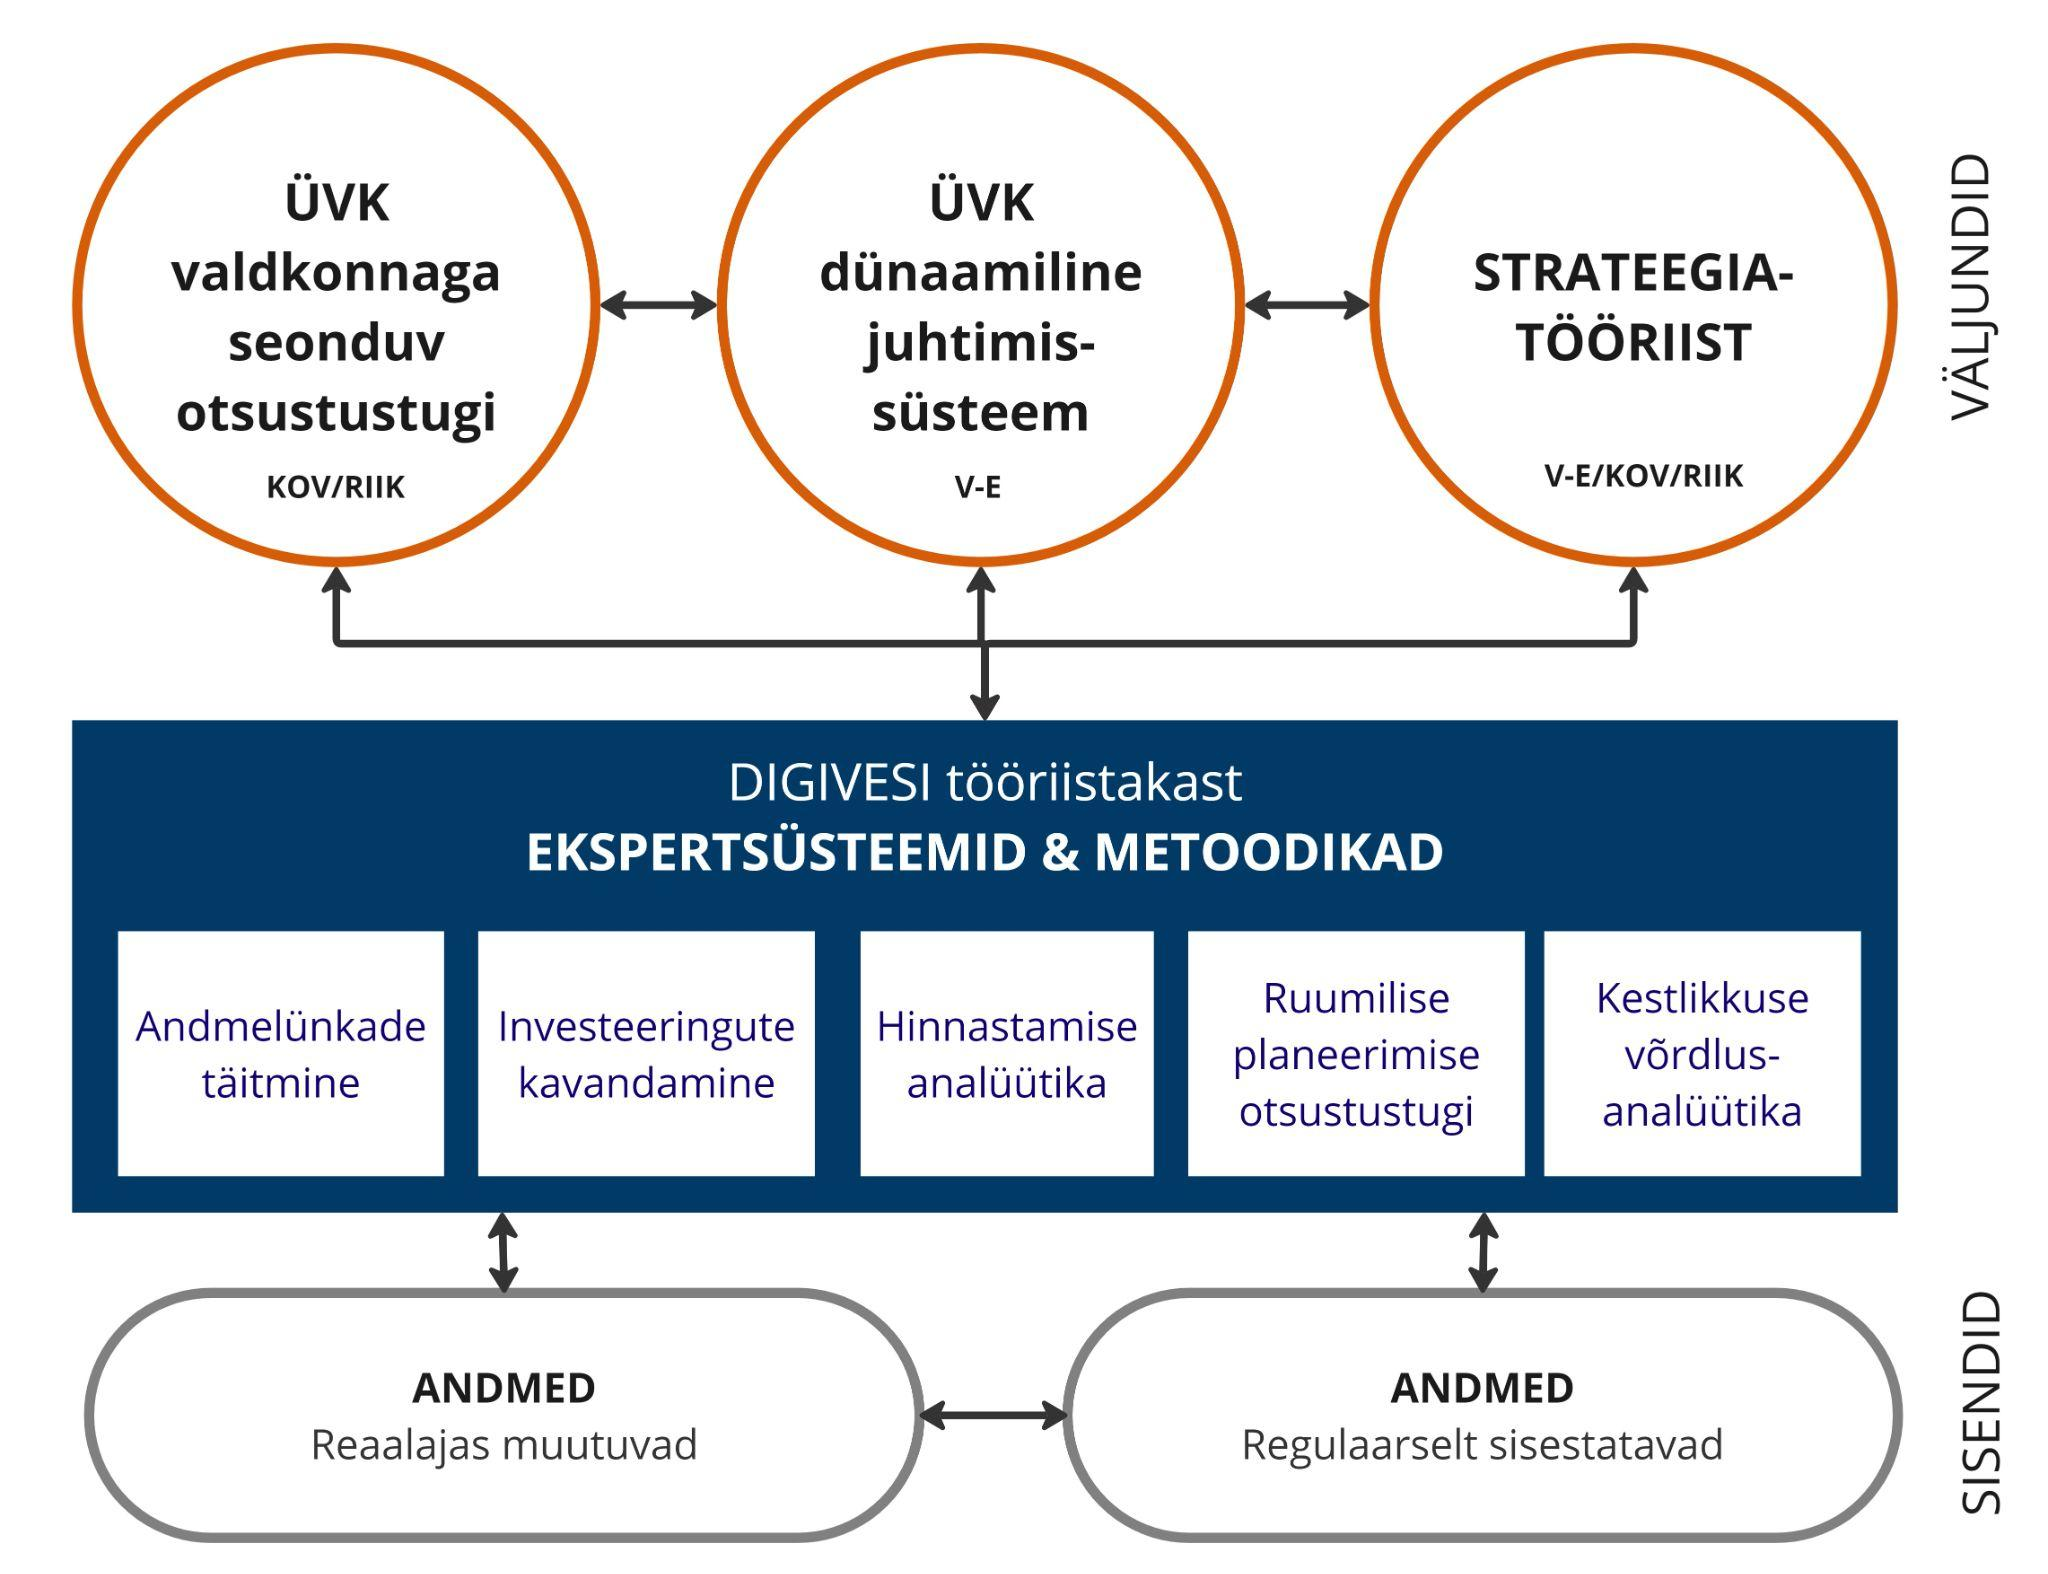 ÜVK
valdkonnaga
seonduv
otsustustugi
KOV/RIIK
ÜVK
dünaamiline
juhtimis-
süsteem
V-E
STRATEEGIA-
TÖÖRIIST
V-E/KOV/RIIK
VÄLJUNDID
DIGIVESI tööriistakast
EKSPERTSÜSTEEMID & METOODIKAD
Andmelünkade
täitmine
Investeeringute
kavandamine
Hinnastamise
analüütika
Ruumilise
planeerimise
otsustustugi
Kestlikkuse
võrdlus-
analüütika
ANDMED
Reaalajas muutuvad
ANDMED
Regulaarselt sisestatavad
SISENDID